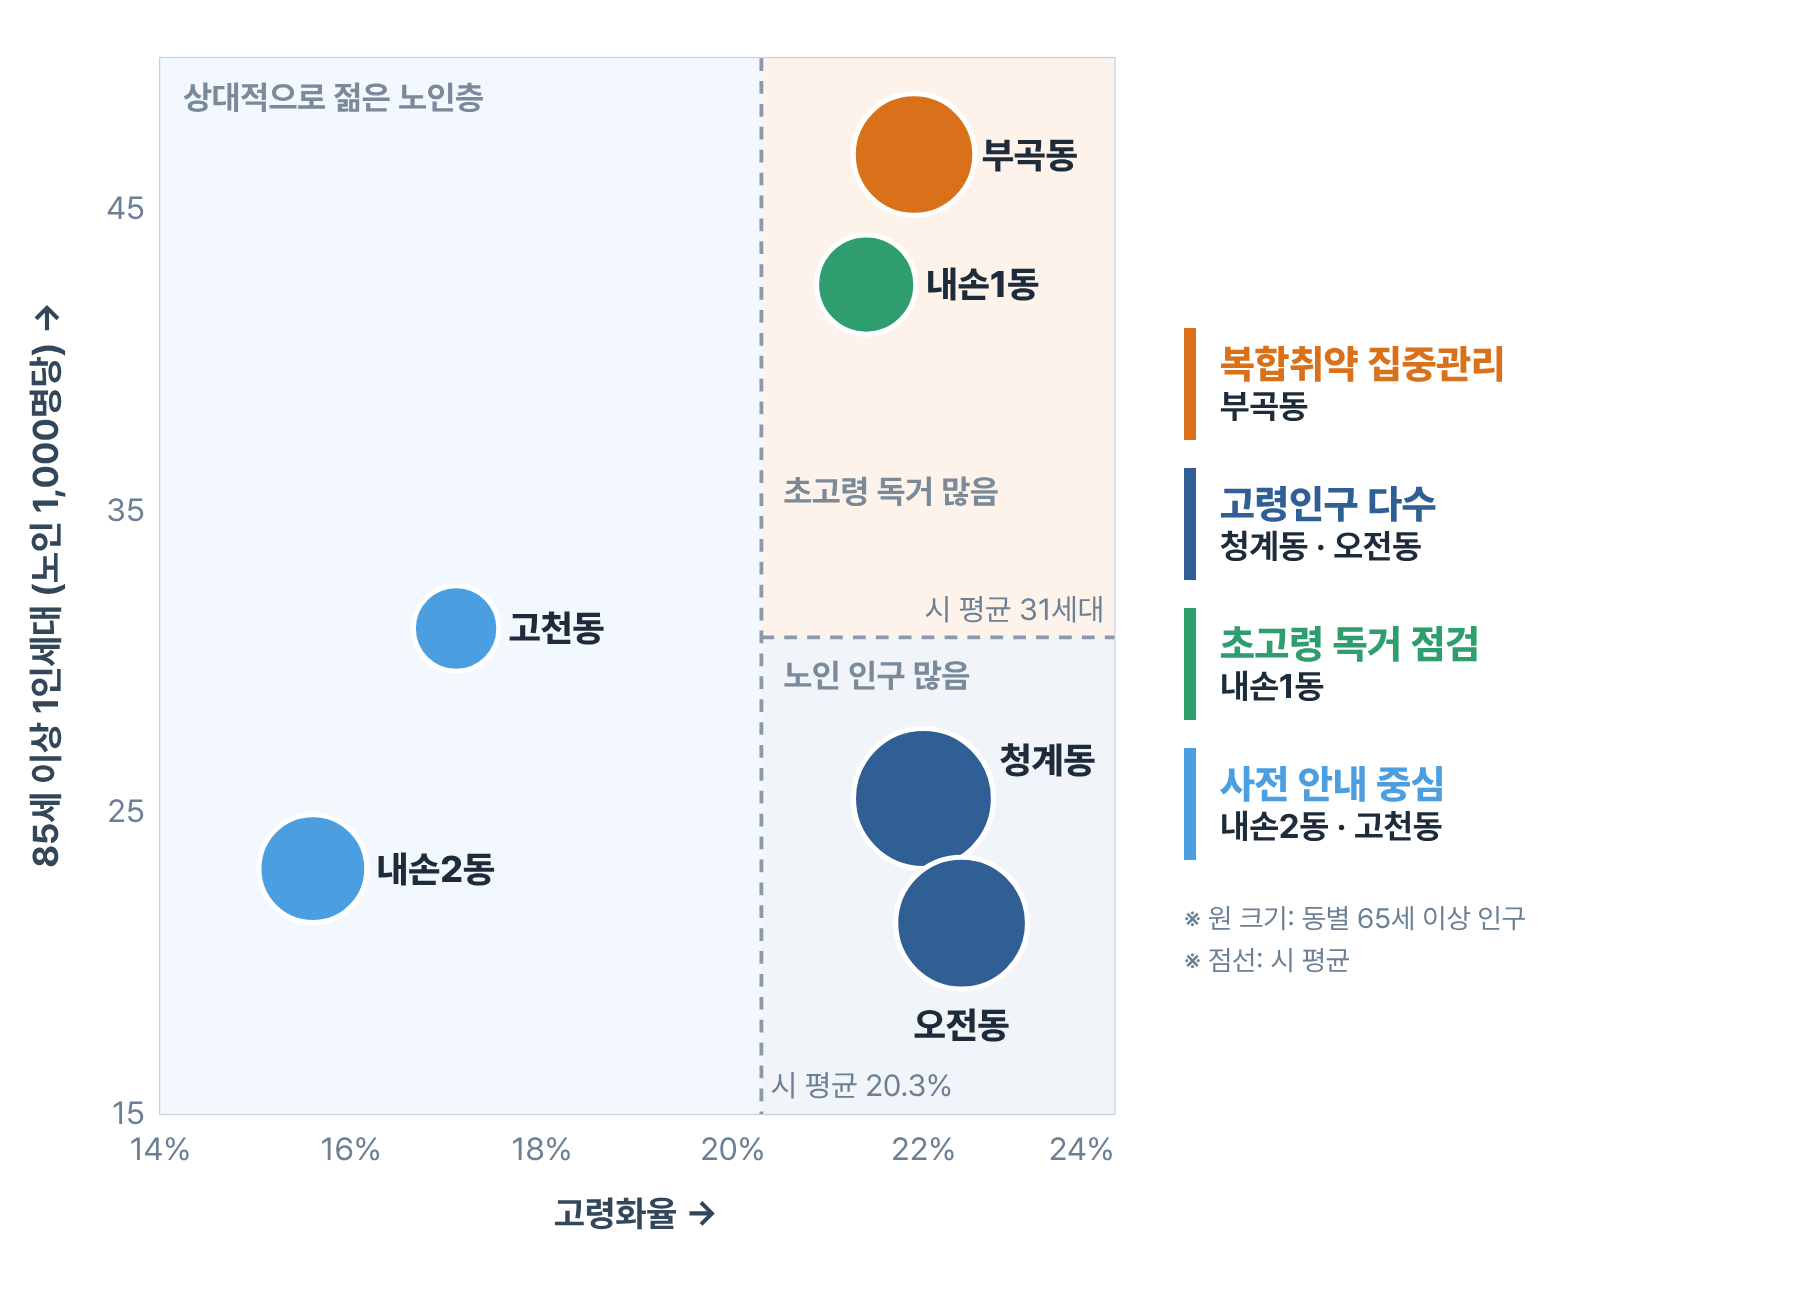 상대적으로 젊은 노인층
부곡동
내손1동
초고령 독거 많음
시 평균 31세대
노인 인구 많음
고천동
청계동
내손2동
오전동
시 평균 20.3%
45
35
25
15
14%
16%
18%
20%
22%
24%
고령화율 →
85세 이상 1인세대 (노인 1,000명당) →
복합취약 집중관리
부곡동
고령인구 다수
청계동 · 오전동
초고령 독거 점검
내손1동
사전 안내 중심
내손2동 · 고천동
※ 원 크기: 동별 65세 이상 인구
※ 점선: 시 평균